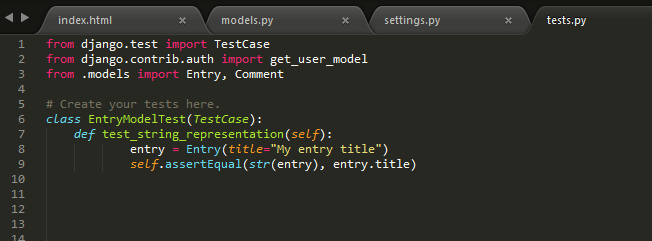 index.html models.py settings.py tests.py
1 from django.test import TestCase
2 from django.contrib.auth import get_user_model
3 from .models import Entry, Comment
4
5 # Create your tests here.
6 class EntryModelTest(TestCase):
7 def test_string_representation(self):
8 entry = Entry(title="My entry title")
9 self.assertEqual(str(entry), entry.title)
10
11
12
13
14